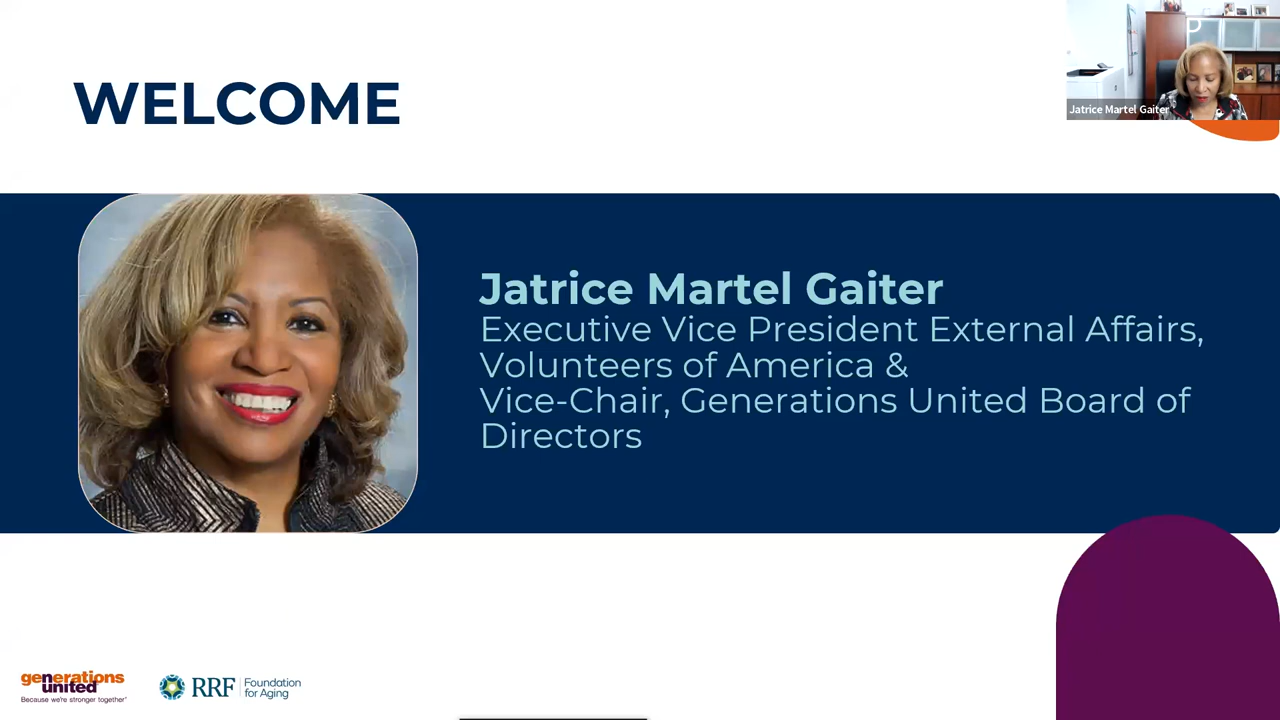 WELCOME
Jatrice Martel Gaiter
Jatrice Martel Gaiter
Executive Vice President External Affairs,
Volunteers of America &
Vice-Chair, Generations United Board of
Directors
generations
united
Because we're stronger together®
RRF Foundation
for Aging